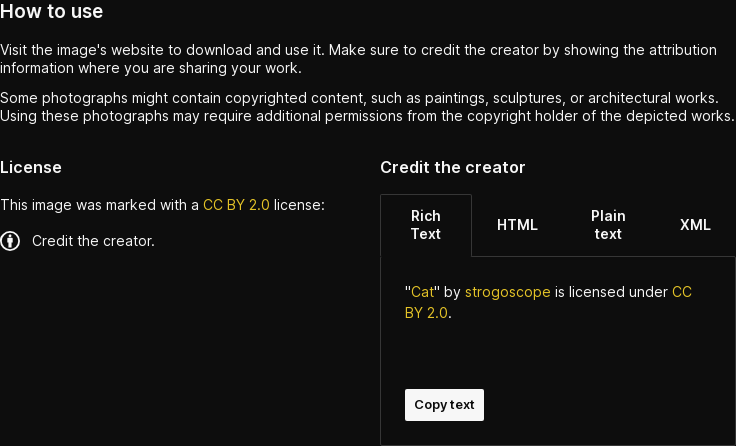 How to use
Visit the image's website to download and use it. Make sure to credit the creator by showing the attribution
information where you are sharing your work.
Some photographs might contain copyrighted content, such as paintings, sculptures, or architectural works.
Using these photographs may require additional permissions from the copyright holder of the depicted works.
License
This image was marked with a CC BY 2.0 license:
Credit the creator.
Credit the creator
Rich
Text
HTML
Plain
text
XML
"Cat" by strogoscope is licensed under CC
BY 2.0.
Copy text